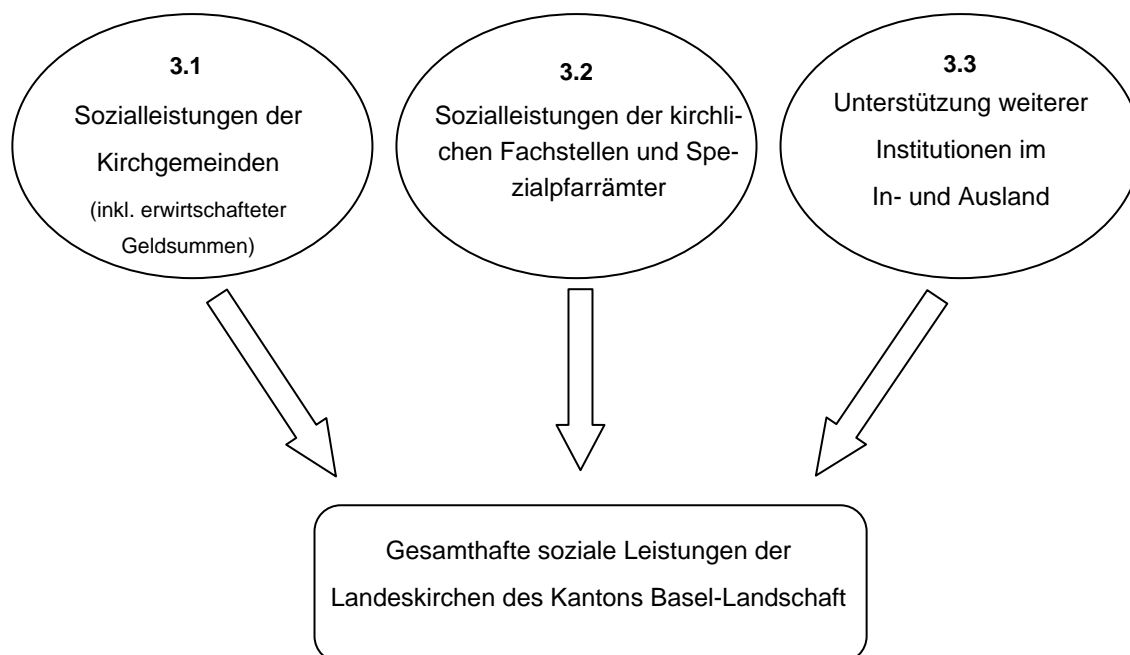 3.1
Sozialleistungen der
Kirchgemeinden
(inkl. erwirtschafteter
Geldsummen)
3.2
Sozialleistungen der kirchli-
chen Fachstellen und Spe-
zialpfarrämter
3.3
Unterstützung weiterer
Institutionen im
In- und Ausland
Gesamthafte soziale Leistungen der
Landeskirchen des Kantons Basel-Landschaft